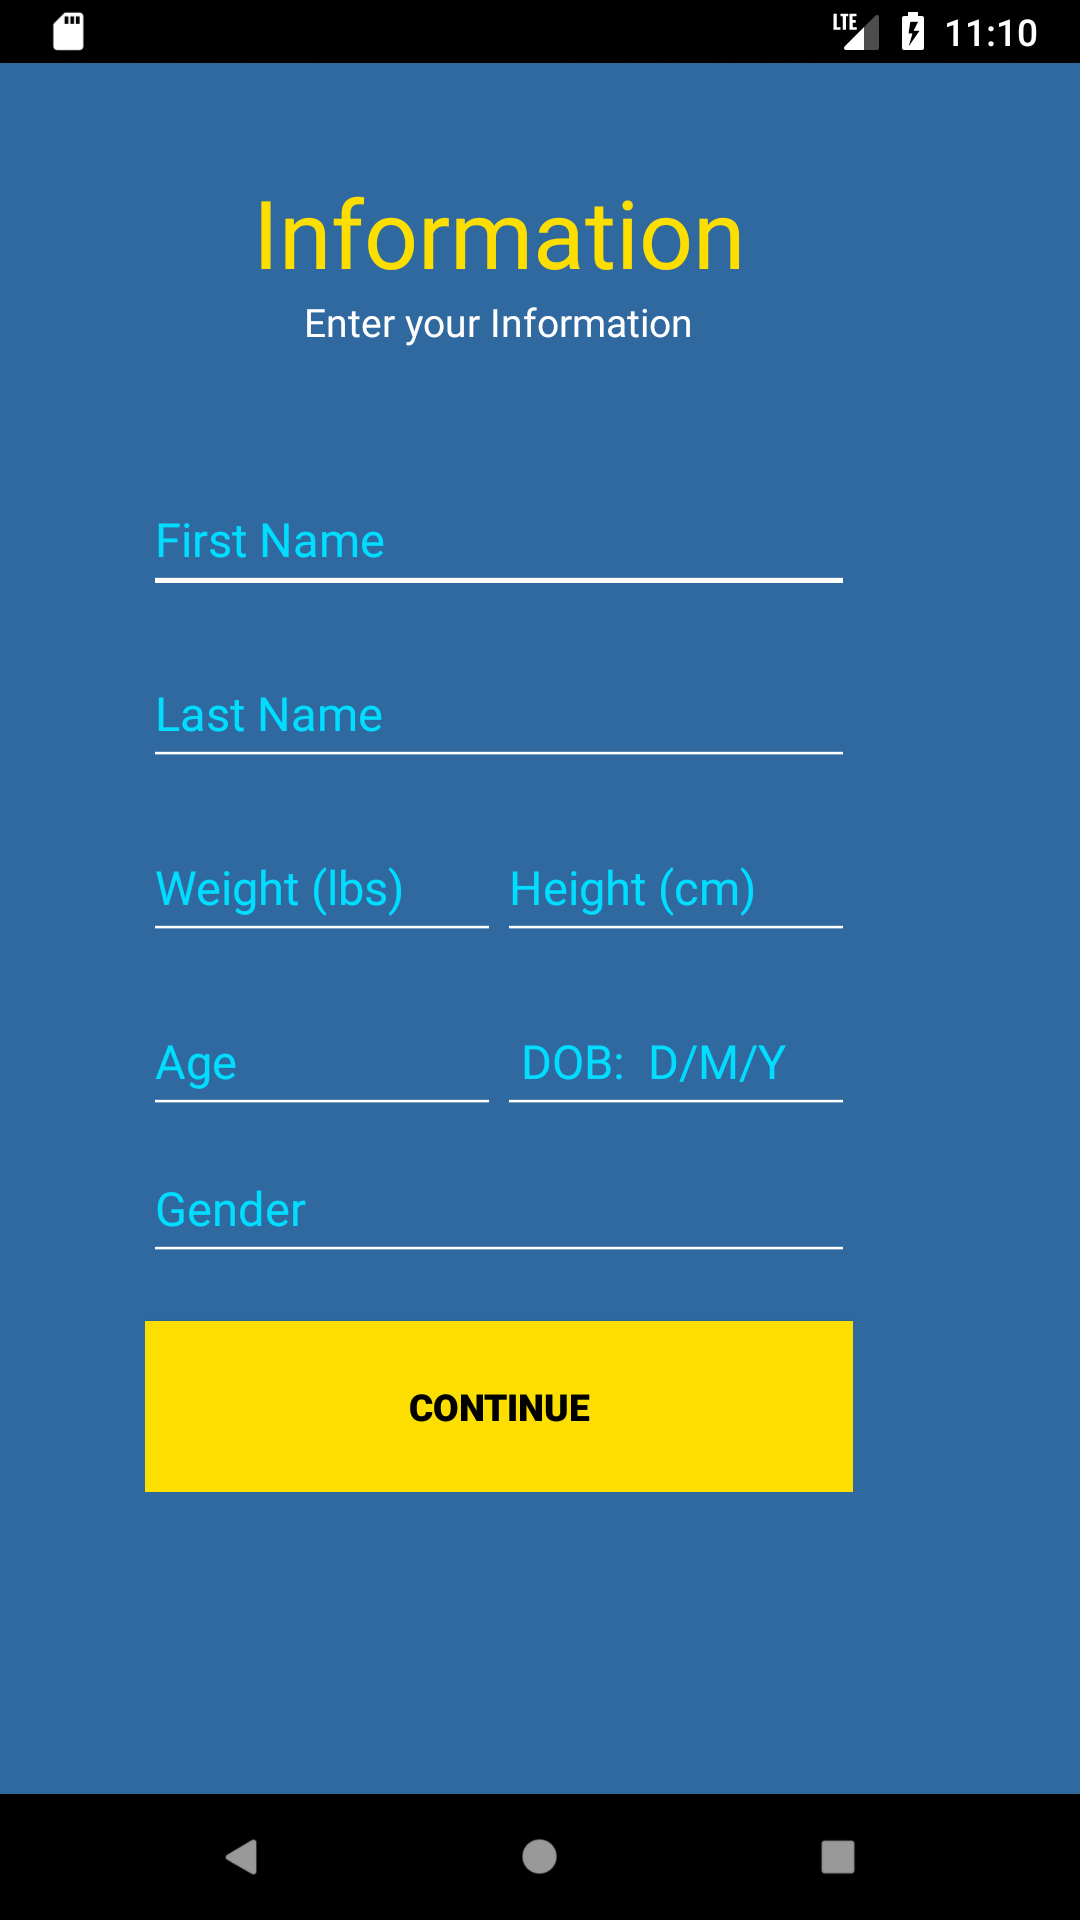 LTE 11:10
Information
Enter your Information
First Name
Last Name
Weight (lbs) Height (cm)
Age DOB: D/M/Y
Gender
CONTINUE